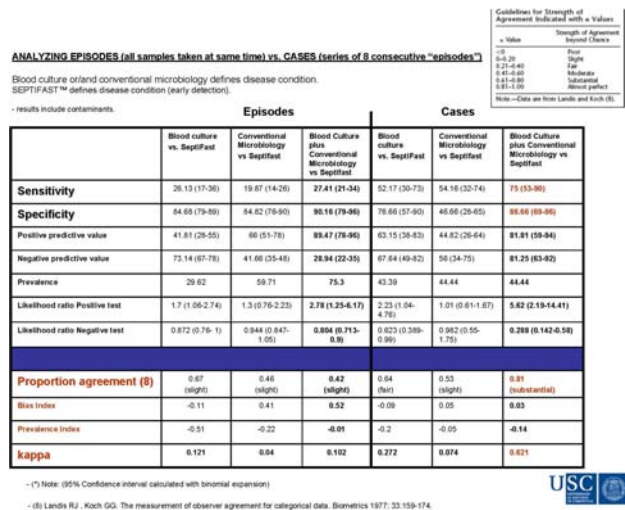 Guidelines for Strength of
Agreement Indicated with κ Values
κ Value
Strength of Agreement
beyond Chance
<0 Poor
0–0.20 Slight
0.21–0.40 Fair
0.41–0.60 Moderate
0.61–0.80 Substantial
0.81–1.00 Almost perfect
Note.—Data are from Landis and Koch (8).
ANALYZING EPISODES (all samples taken at same time) vs. CASES (series of 8 consecutive "episodes")
Blood culture or/and conventional microbiology defines disease condition.
SEPTIFAST™ defines disease condition (early detection).
- results include contaminants.
Episodes Cases
Blood culture vs. SeptiFast
Conventional Microbiology vs Septifast
Blood Culture plus Conventional Microbiology vs Septifast
Blood culture vs. SeptiFast
Conventional Microbiology vs Septifast
Blood Culture plus Conventional Microbiology vs Septifast
Sensitivity 26.13 (17-36) 19.87 (14-26) 27.41 (21-34) 52.17 (30-73) 54.16 (32-74) 75 (53-90)
Specificity 84.68 (79-89) 84.82 (76-90) 90.16 (79-96) 76.66 (57-90) 46.66 (28-65) 86.66 (69-96)
Positive predictive value 41.81 (28-55) 66 (51-78) 89.47 (78-96) 63.15 (38-83) 44.82 (26-64) 81.81 (59-94)
Negative predictive value 73.14 (67-78) 41.66 (35-48) 28.94 (22-35) 67.64 (49-82) 56 (34-75) 81.25 (63-92)
Prevalence 29.62 59.71 75.3 43.39 44.44 44.44
Likelihood ratio Positive test 1.7 (1.06-2.74) 1.3 (0.76-2.23) 2.78 (1.25-6.17) 2.23 (1.04-4.76) 1.01 (0.61-1.67) 5.62 (2.19-14.41)
Likelihood ratio Negative test 0.872 (0.76- 1) 0.944 (0.847-1.05) 0.804 (0.713-0.9) 0.623 (0.389-0.99) 0.982 (0.55-1.75) 0.288 (0.142-0.58)
Proportion agreement (8) 0.67 (slight) 0.46 (slight) 0.42 (slight) 0.64 (fair) 0.53 (slight) 0.81 (substantial)
Bias Index -0.11 0.41 0.52 -0.09 0.05 0.03
Prevalence Index -0.51 -0.22 -0.01 -0.2 -0.05 -0.14
kappa 0.121 0.04 0.102 0.272 0.074 0.621
- (*) Note: (95% Confidence interval calculated with binomial expansion)
- (8) Landis RJ , Koch GG. The measurement of observer agreement for categorical data. Biometrics 1977; 33:159-174.
USC